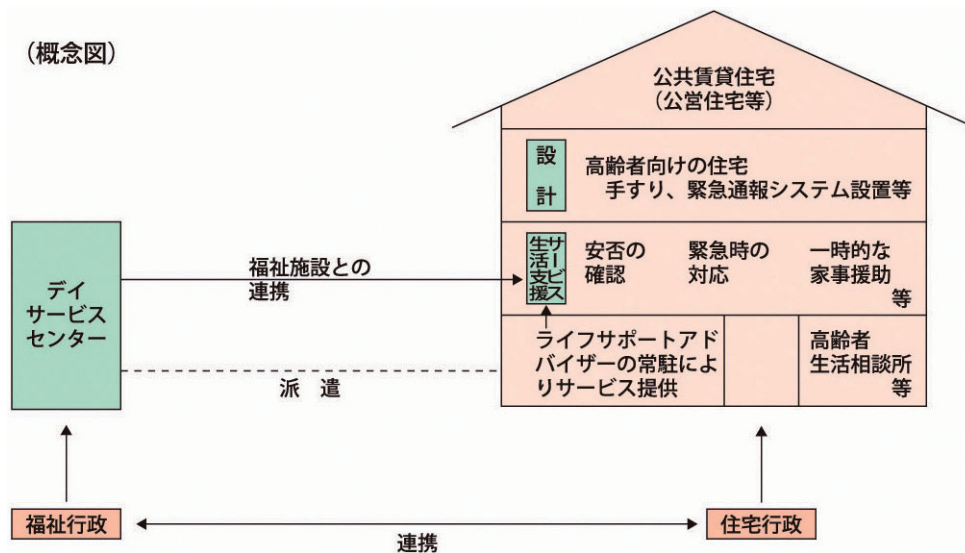 (概念図)
公共賃貸住宅
(公営住宅等)
設計
高齢者向けの住宅
手すり、緊急通報システム設置等
生活支援
サービス
安否の
確認
緊急時の
対応
一時的な
家事援助
等
福祉施設との
連携
デイ
サービス
センター
ライフサポートアド
バイザーの常駐によ
りサービス提供
高齢者
生活相談所
等
派 遣
福祉行政
連携
住宅行政